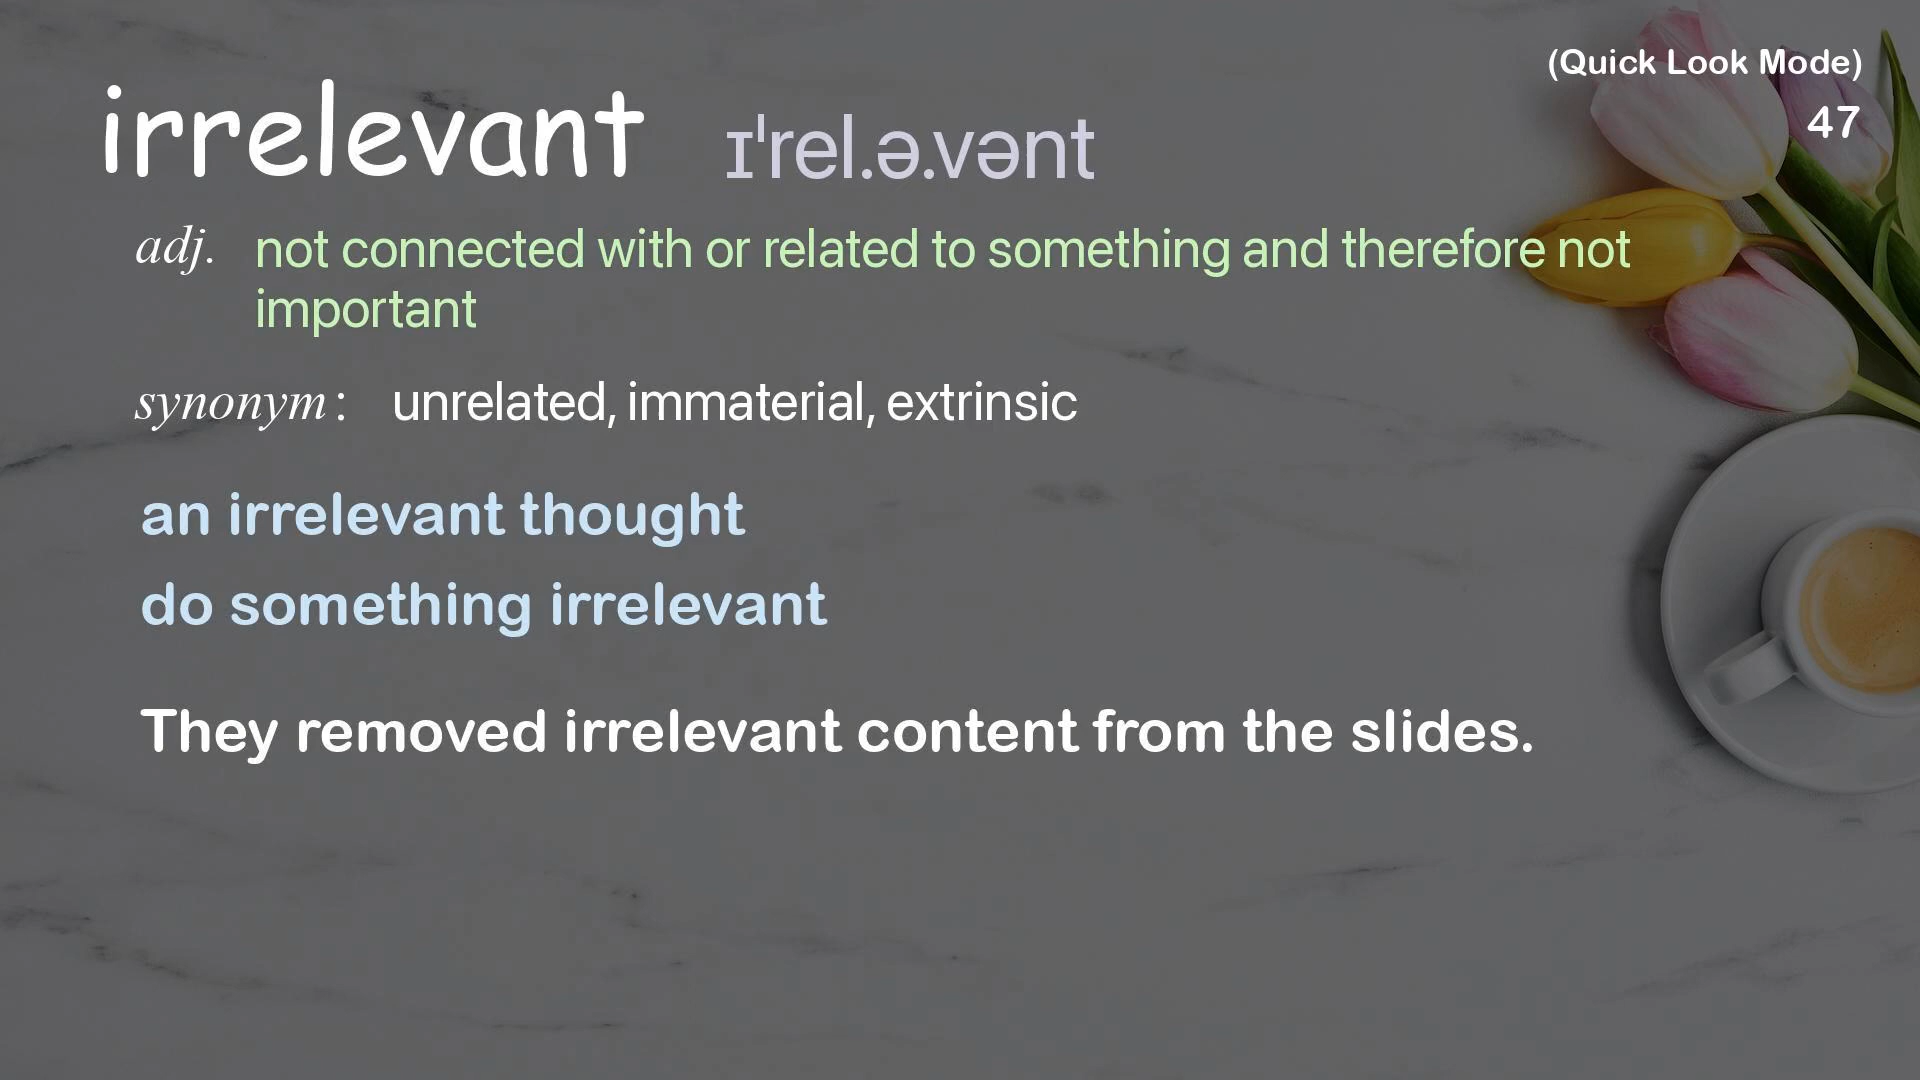 (Quick Look Mode)
47
irrelevant ɪˈrel.ə.vənt
adj. not connected with or related to something and therefore not
important
synonym : unrelated, immaterial, extrinsic
an irrelevant thought
do something irrelevant
They removed irrelevant content from the slides.